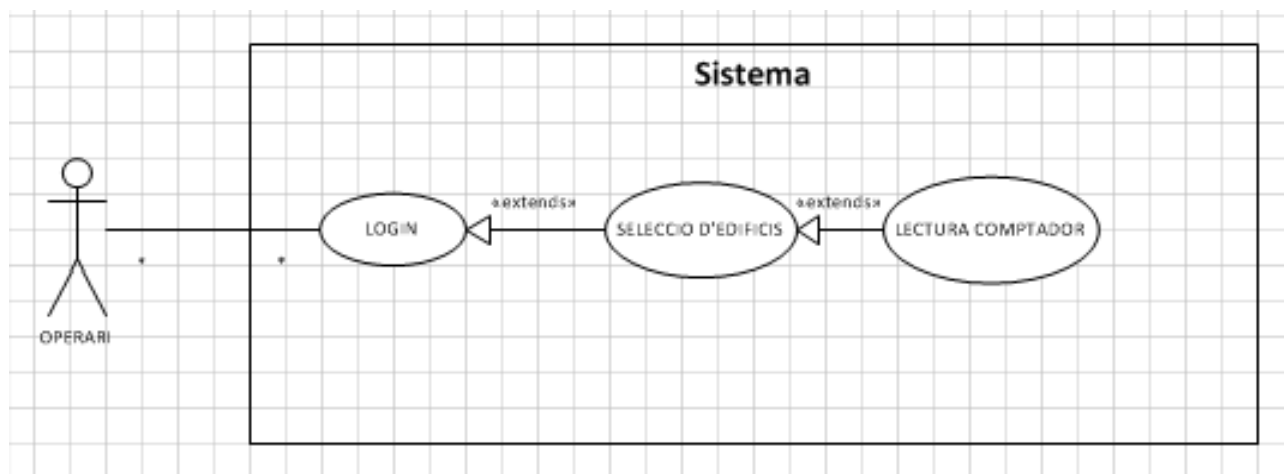 Sistema
«extends»
«extends»
LOGIN
SELECCIO D'EDIFICIS
LECTURA COMPTADOR
*
*
OPERARI